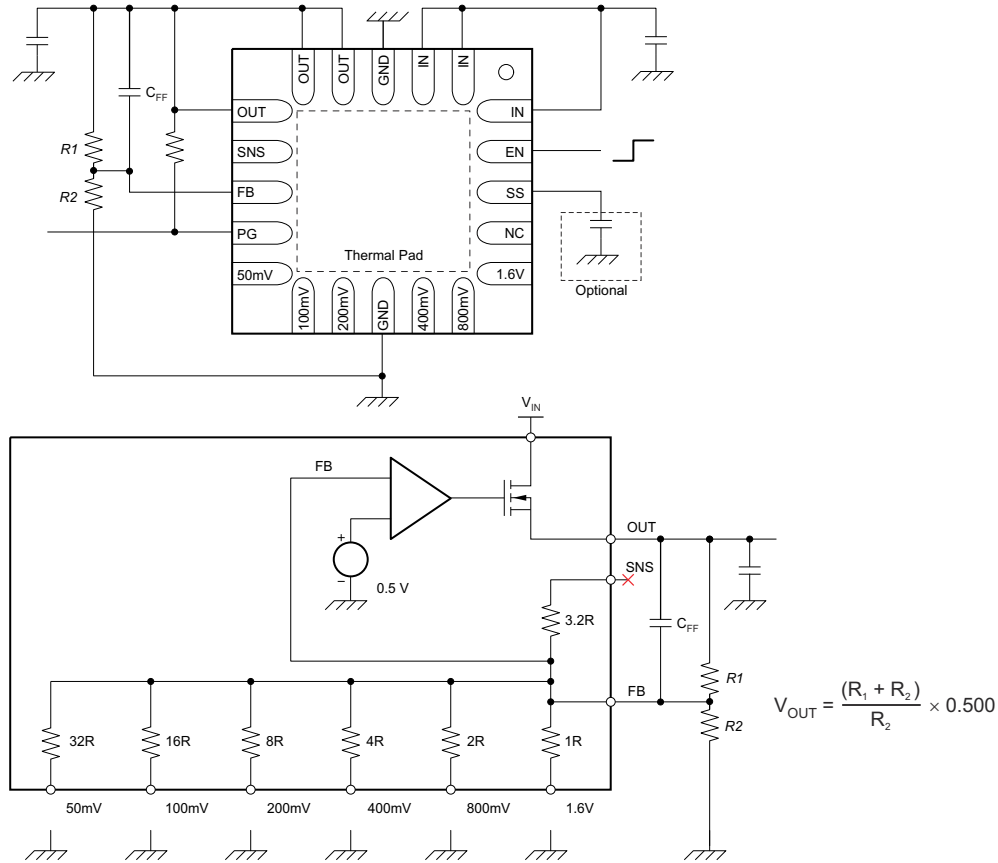 OUT
OUT
GND
IN
IN
C_FF
OUT
IN
R1
SNS
EN
R2
FB
SS
PG
NC
Thermal Pad
50mV
1.6V
100mV
200mV
GND
400mV
800mV
Optional
V_IN
FB
OUT
+
SNS
–
0.5 V
3.2R
C_FF
R1
FB
V_OUT = (R_1 + R_2) / R_2 × 0.500
R2
32R
16R
8R
4R
2R
1R
50mV
100mV
200mV
400mV
800mV
1.6V